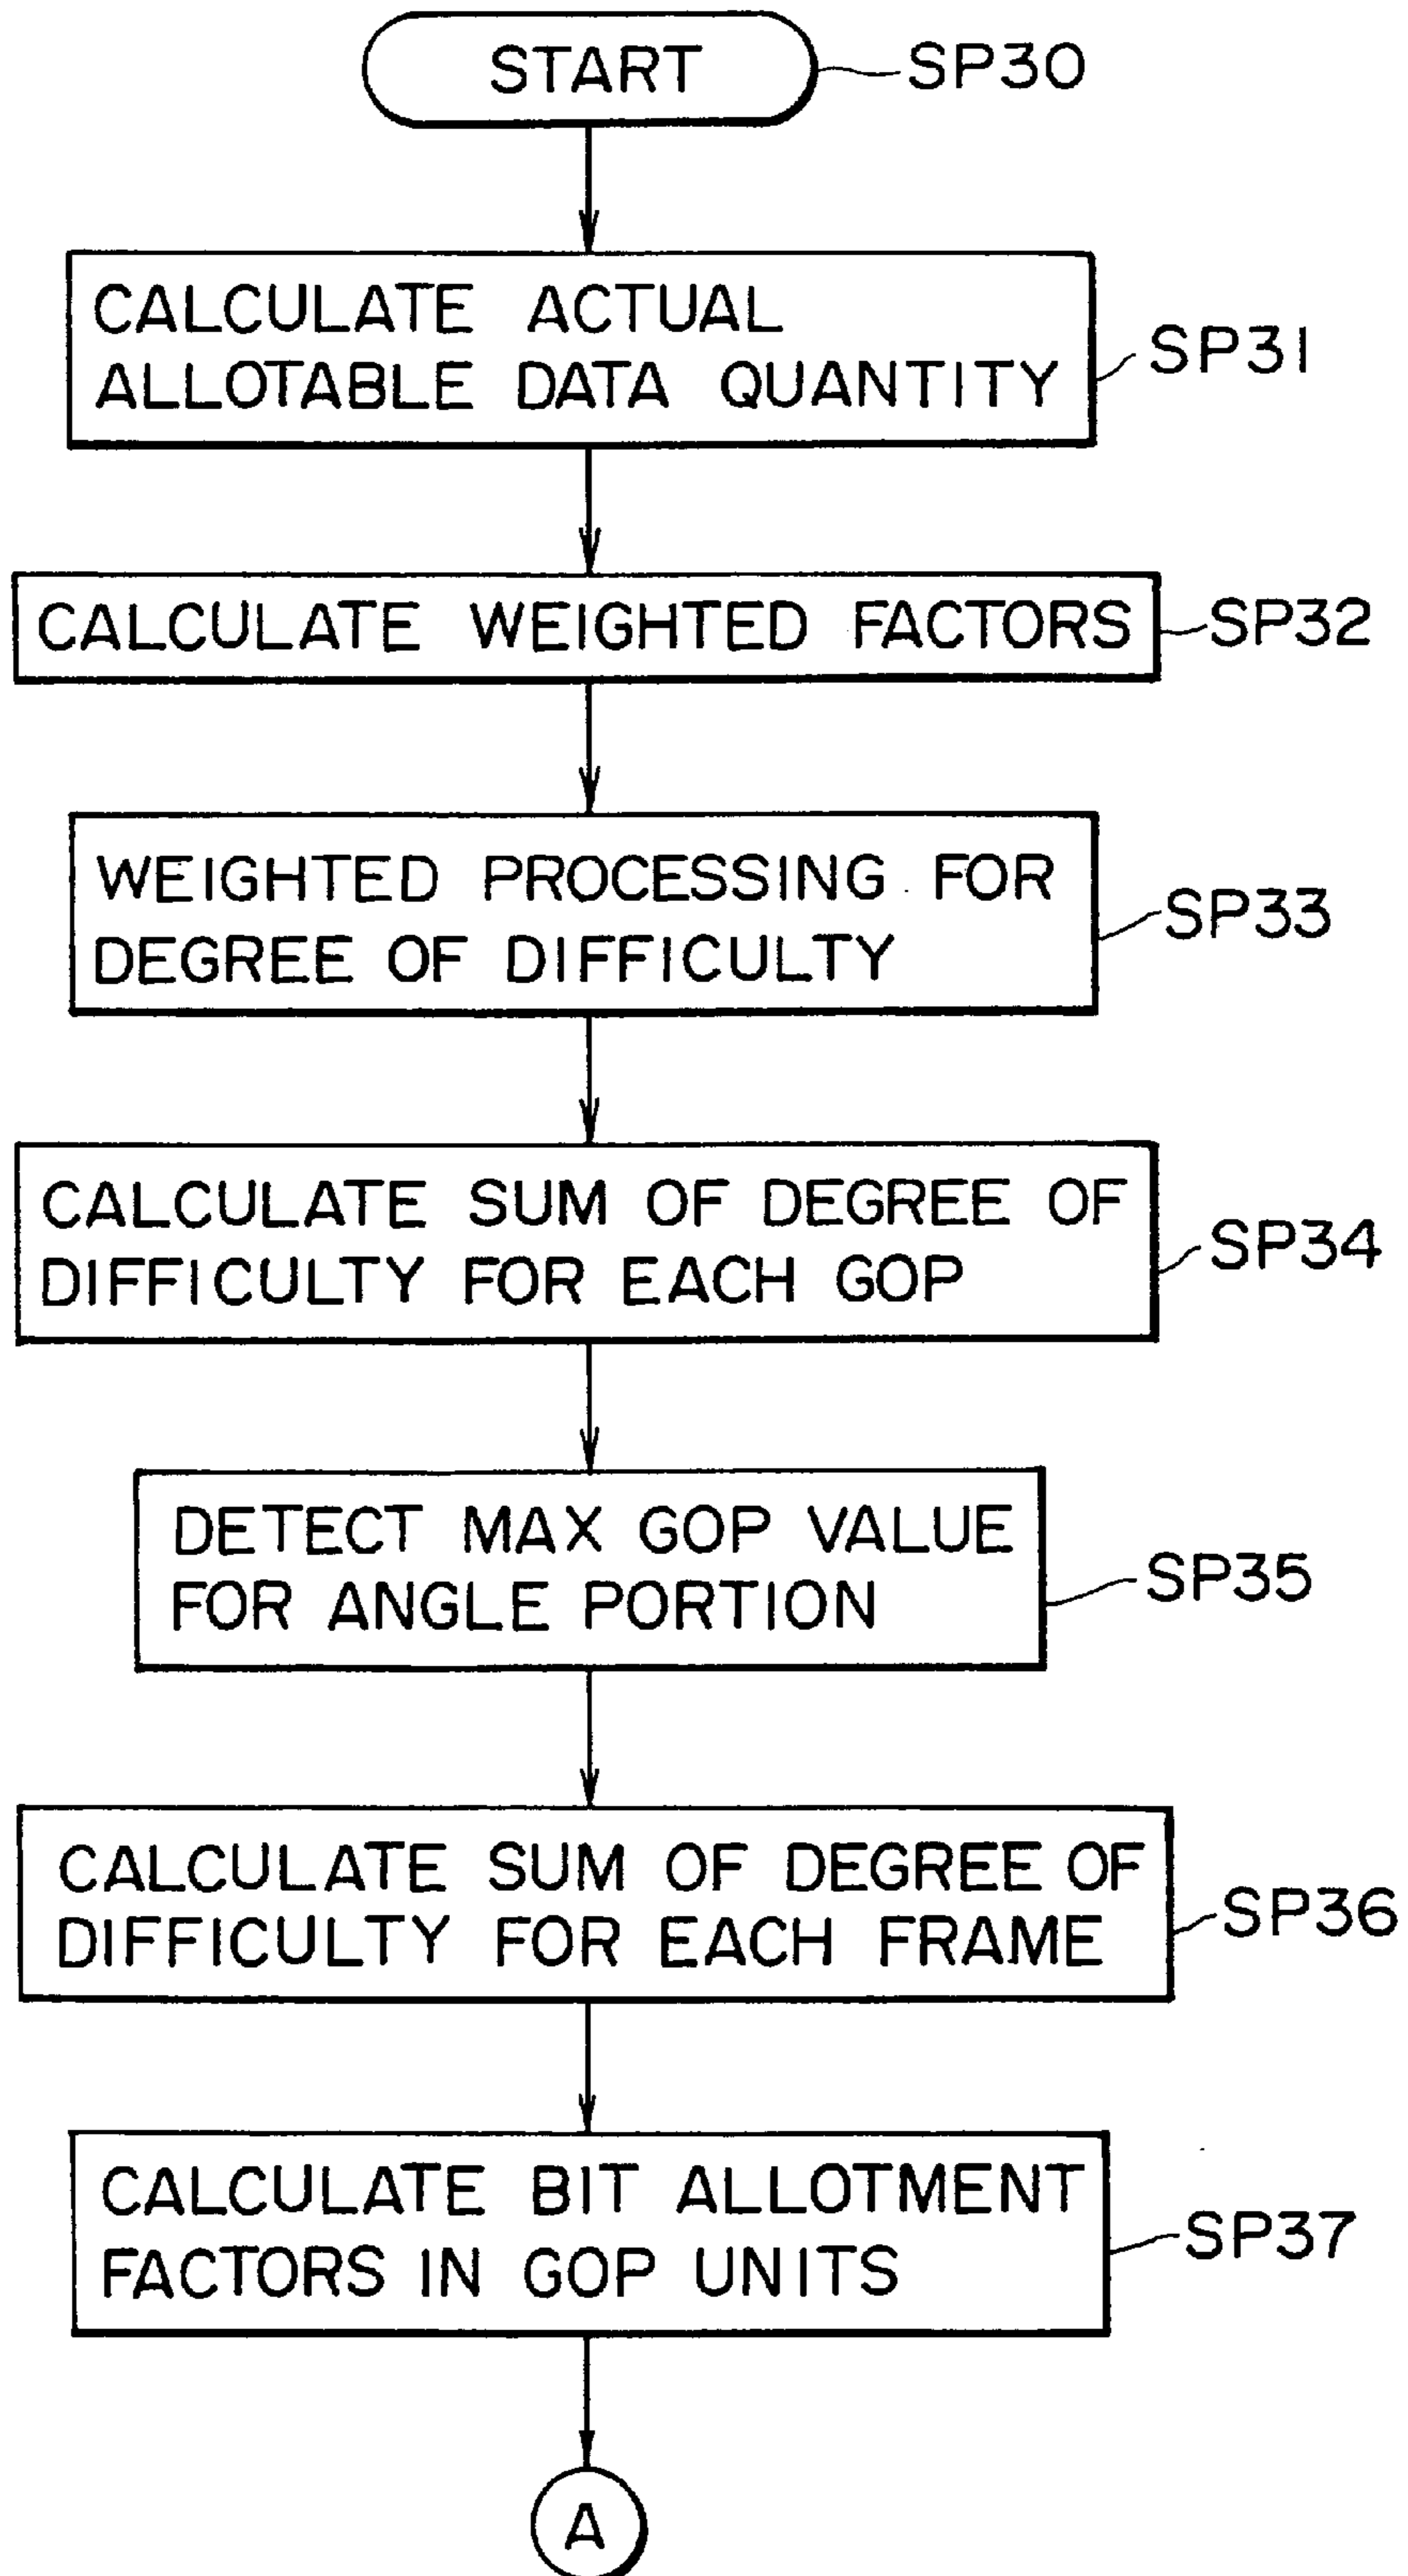 START
SP30
CALCULATE ACTUAL
ALLOTABLE DATA QUANTITY
SP31
CALCULATE WEIGHTED FACTORS
SP32
WEIGHTED PROCESSING FOR
DEGREE OF DIFFICULTY
SP33
CALCULATE SUM OF DEGREE OF
DIFFICULTY FOR EACH GOP
SP34
DETECT MAX GOP VALUE
FOR ANGLE PORTION
SP35
CALCULATE SUM OF DEGREE OF
DIFFICULTY FOR EACH FRAME
SP36
CALCULATE BIT ALLOTMENT
FACTORS IN GOP UNITS
SP37
A